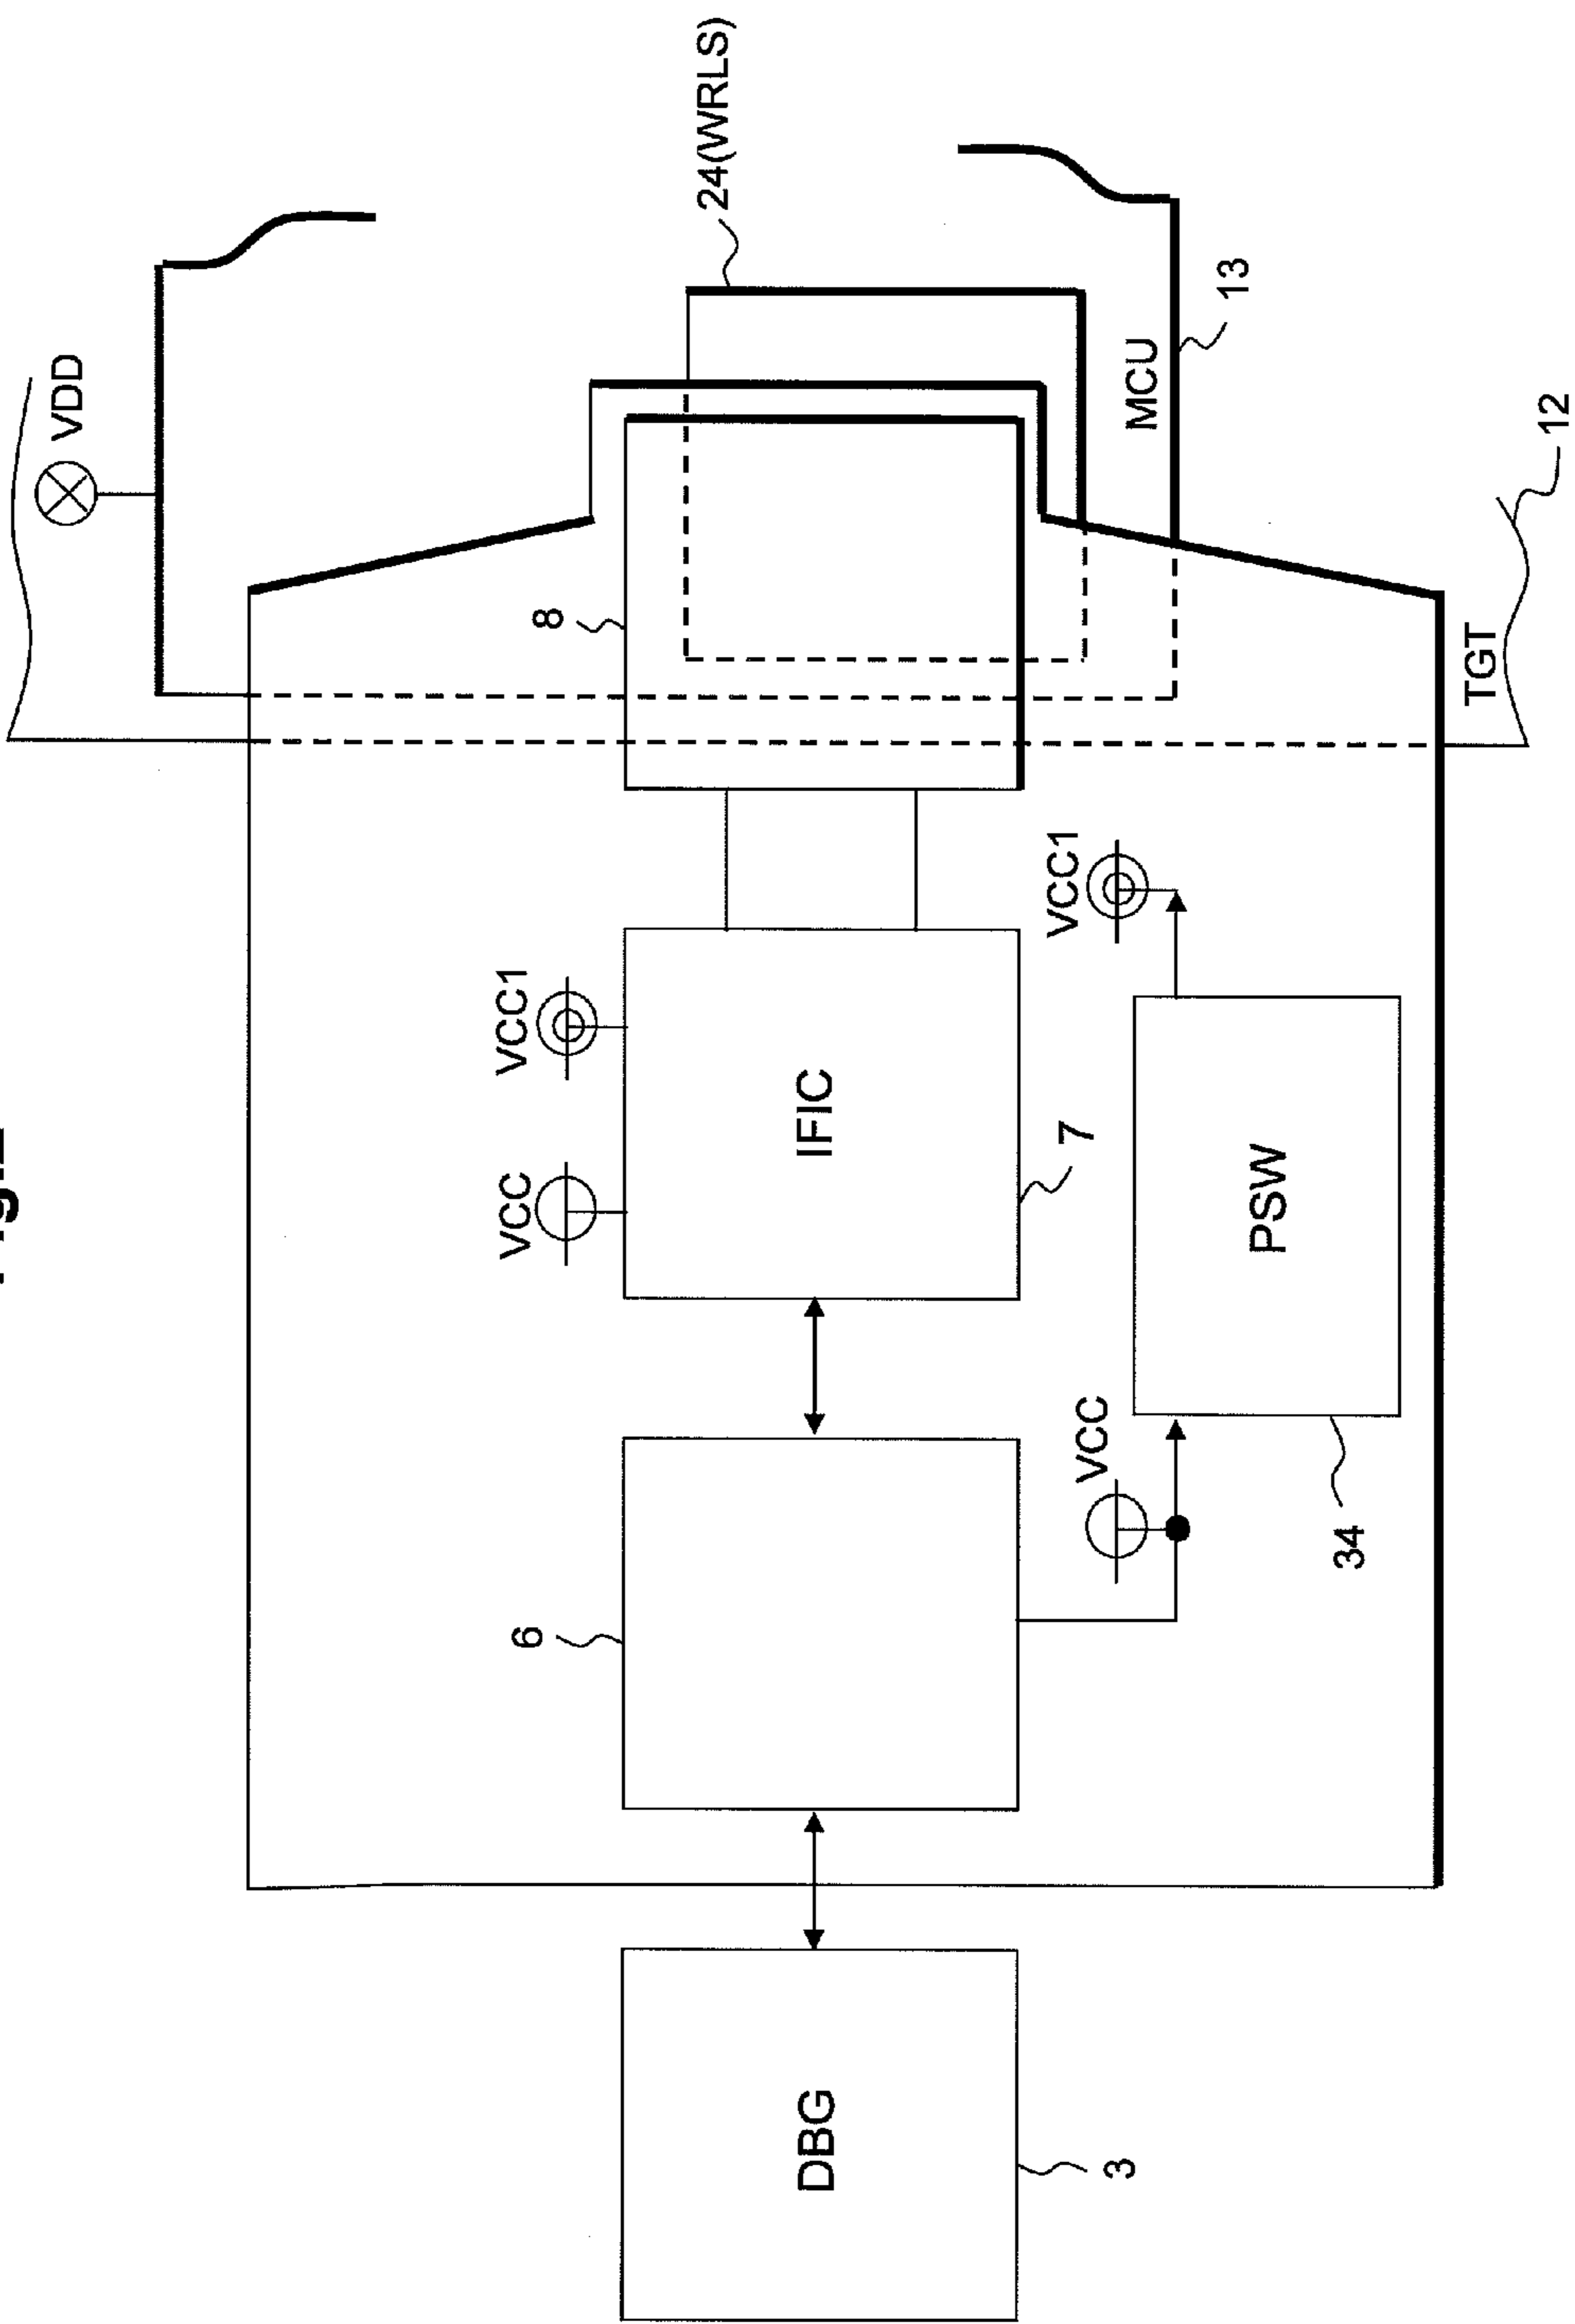 VDD
24(WRLS)
MCU
13
12
TGT
8
VCC1
VCC1
VCC
IFIC
7
PSW
VCC
34
6
DBG
3